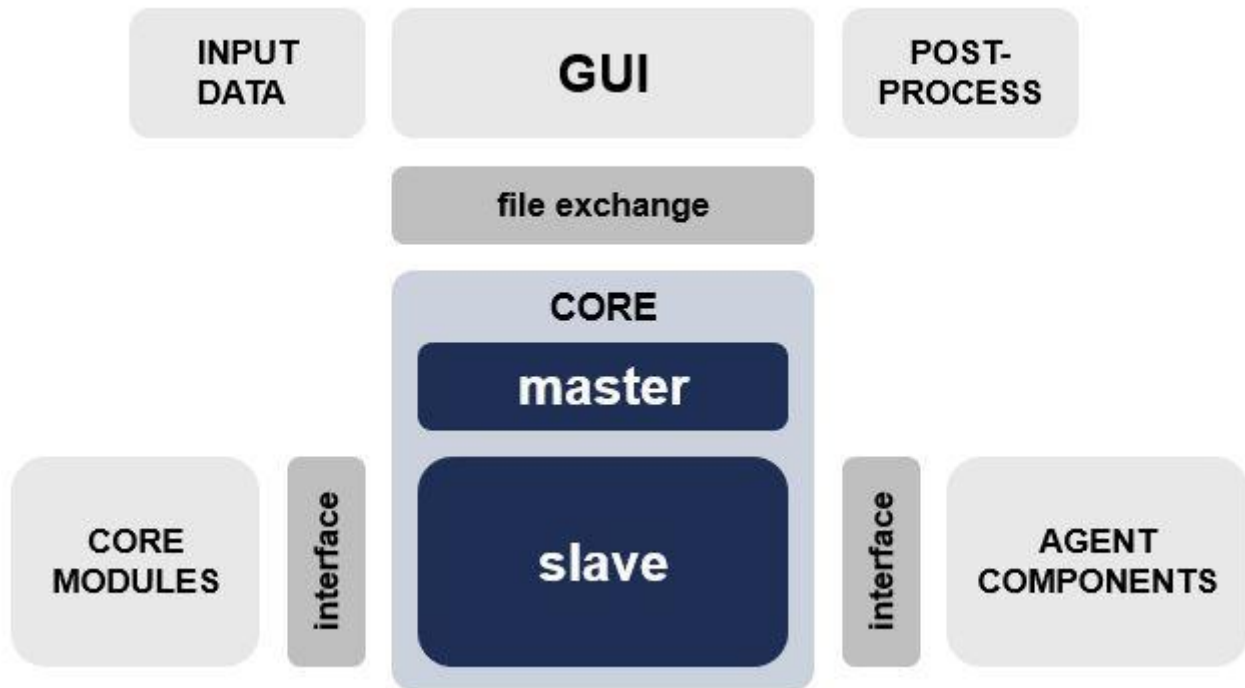 INPUT
DATA
GUI
POST-
PROCESS
file exchange
CORE
master
CORE
MODULES
interface
slave
interface
AGENT
COMPONENTS